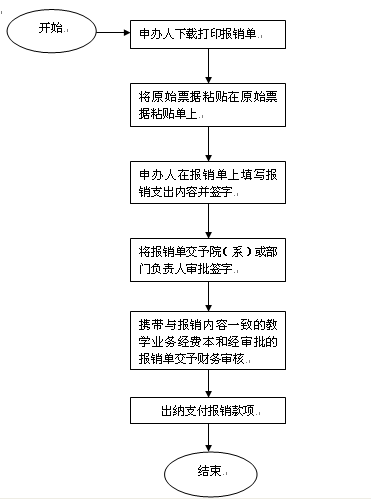 开始
申办人下载打印报销单
将原始票据粘贴在原始票
据粘贴单上
申办人在报销单上填写报
销支出内容并签字
将报销单交予院(系)或部
门负责人审批签字
携带与报销内容一致的教
学业务经费本和经审批的
报销单交予财务审核
出纳支付报销款项
结束